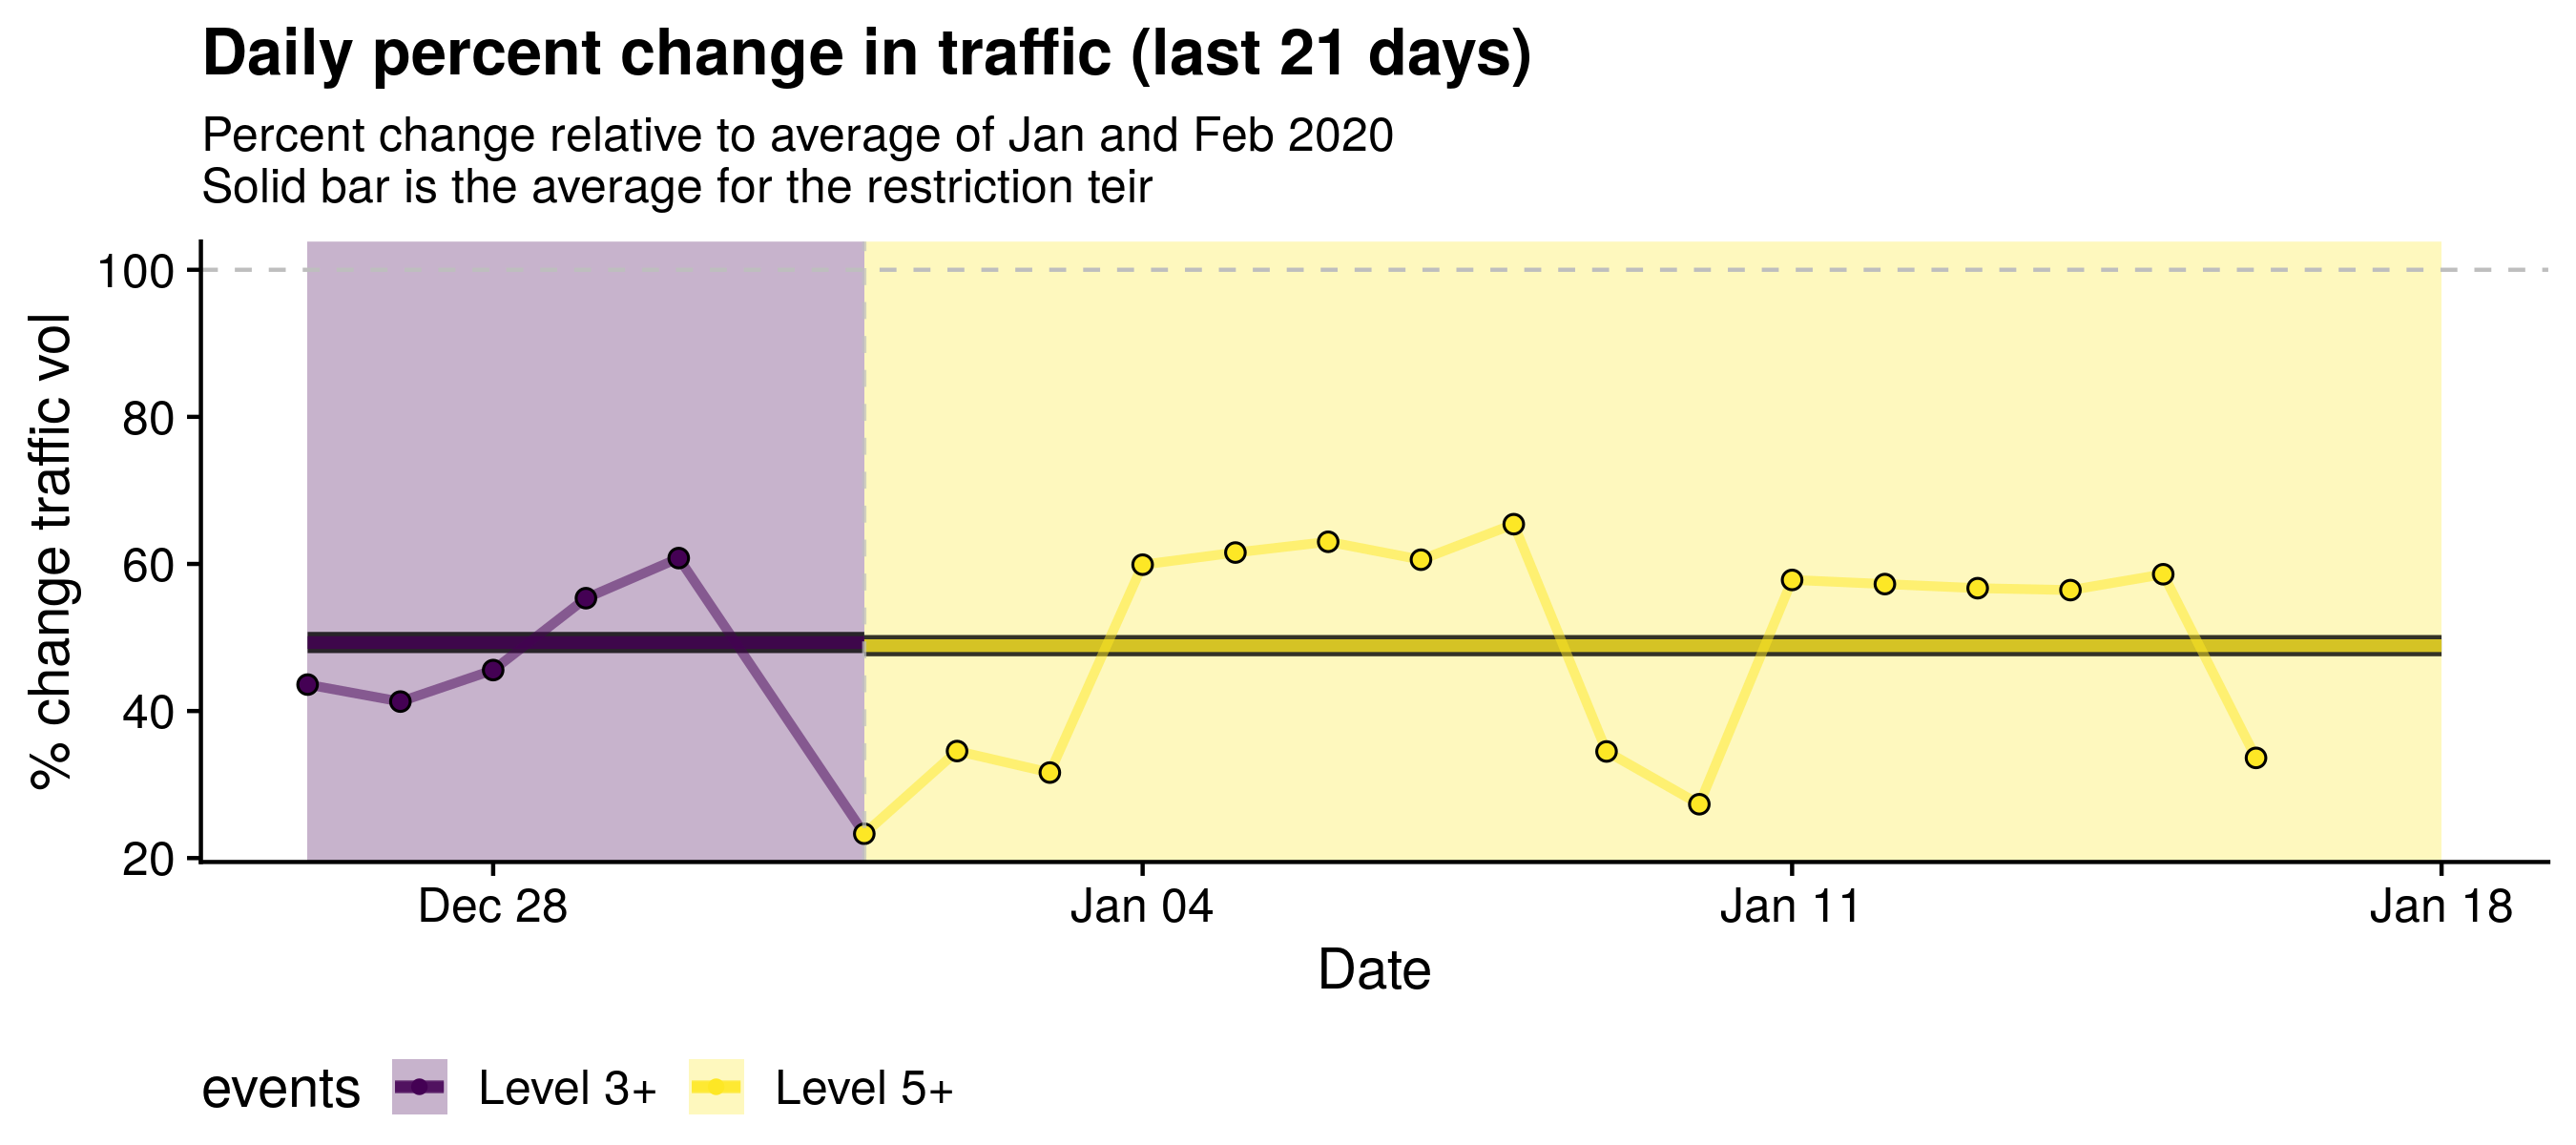 Daily percent change in traffic (last 21 days)
Percent change relative to average of Jan and Feb 2020
Solid bar is the average for the restriction teir
% change traffic vol
100
80
60
40
20
Dec 28
Jan 04
Jan 11
Jan 18
Date
events
Level 3+
Level 5+